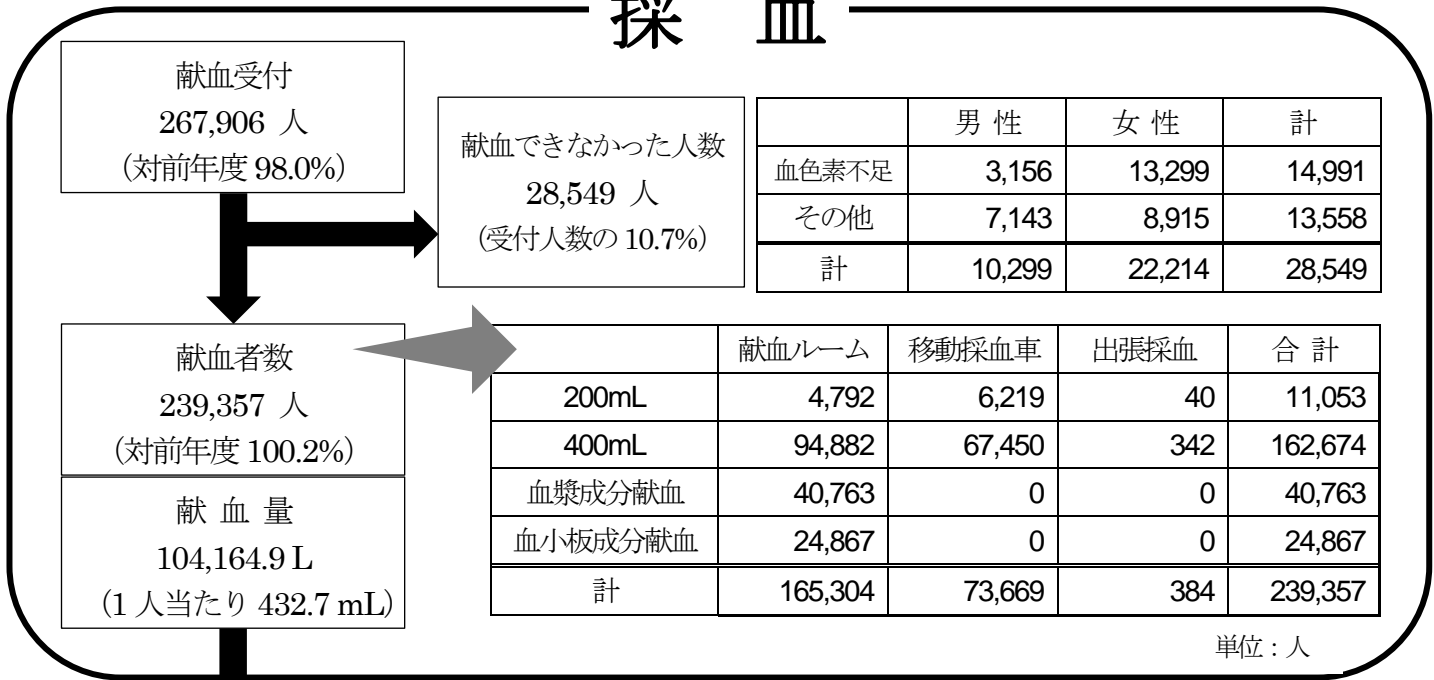 採 血
献血受付
267,906 人
(対前年度 98.0%)
献血できなかった人数
28,549 人
(受付人数の 10.7%)
男 性 女 性 計
血色素不足 3,156 13,299 14,991
その他 7,143 8,915 13,558
計 10,299 22,214 28,549
献血者数
239,357 人
(対前年度 100.2%)
献 血 量
104,164.9 L
(1 人当たり 432.7 mL)
献血ルーム 移動採血車 出張採血 合 計
200mL 4,792 6,219 40 11,053
400mL 94,882 67,450 342 162,674
血漿成分献血 40,763 0 0 40,763
血小板成分献血 24,867 0 0 24,867
計 165,304 73,669 384 239,357
単位：人